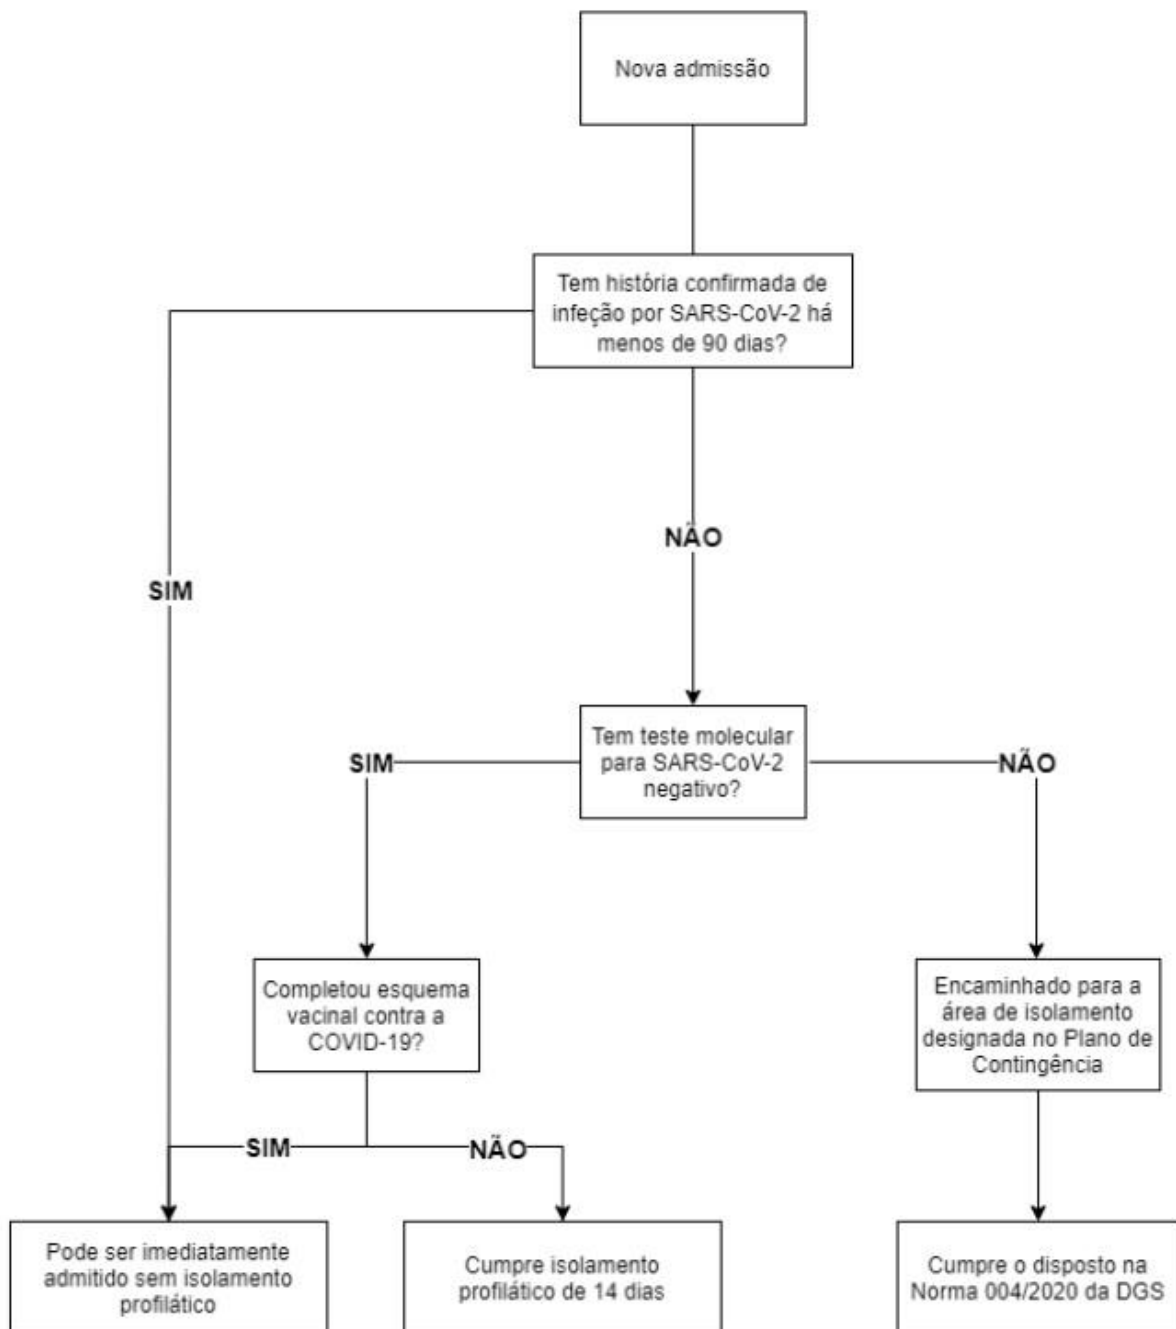 Nova admissão
Tem história confirmada de
infeção por SARS-CoV-2 há
menos de 90 dias?
NÃO
SIM
Tem teste molecular
para SARS-CoV-2
negativo?
SIM
NÃO
Completou esquema
vacinal contra a
COVID-19?
Encaminhado para a
área de isolamento
designada no Plano de
Contingência
SIM
NÃO
Pode ser imediatamente
admitido sem isolamento
profilático
Cumpre isolamento
profilático de 14 dias
Cumpre o disposto na
Norma 004/2020 da DGS